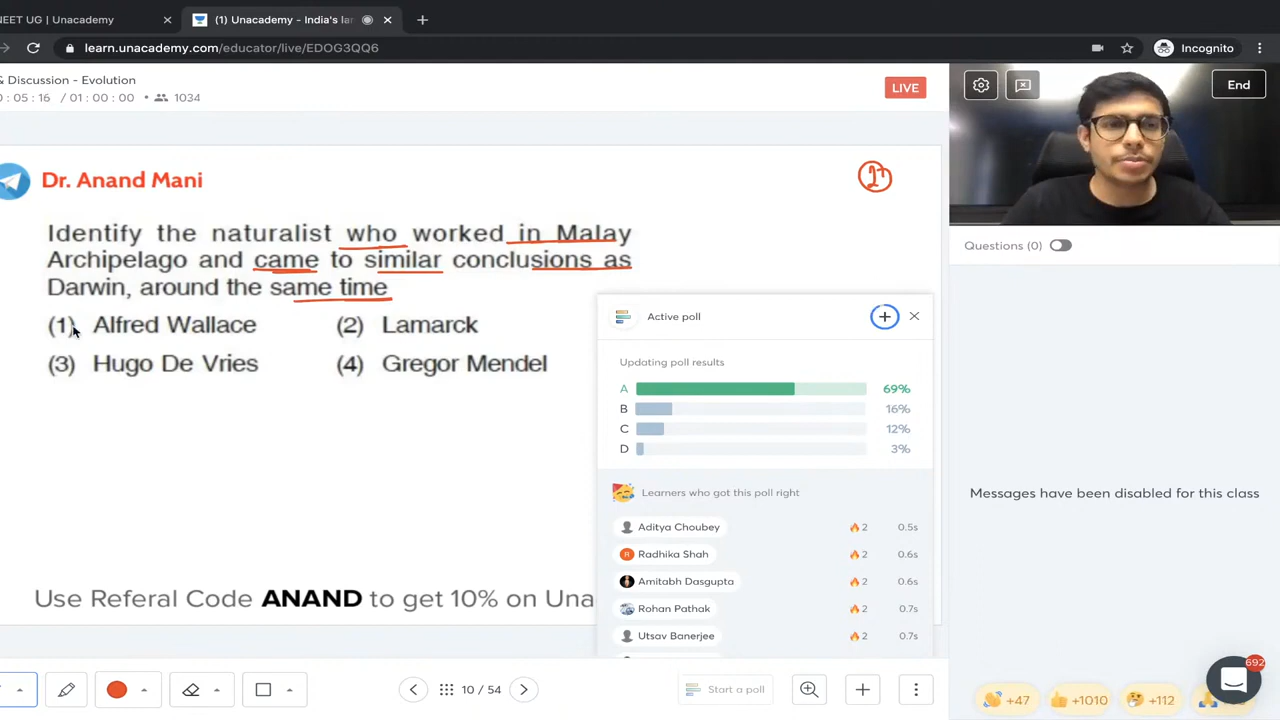 NEET UG | Unacademy
(1) Unacademy - India's lar
learn.unacademy.com/educator/live/EDOG3QQ6
Incognito
& Discussion - Evolution
0 : 05 : 16 / 01 : 00 : 00 • 1034
LIVE
End
Dr. Anand Mani
Identify the naturalist who worked in Malay
Archipelago and came to similar conclusions as
Darwin, around the same time
(1) Alfred Wallace (2) Lamarck
(3) Hugo De Vries (4) Gregor Mendel
Active poll
Updating poll results
A 69%
B 16%
C 12%
D 3%
Learners who got this poll right
Aditya Choubey 2 0.5s
R Radhika Shah 2 0.6s
Amitabh Dasgupta 2 0.6s
Rohan Pathak 2 0.7s
Utsav Banerjee 2 0.7s
Use Referal Code ANAND to get 10% on Una
Questions (0)
Messages have been disabled for this class
10 / 54
Start a poll
692
+47 +1010 +112